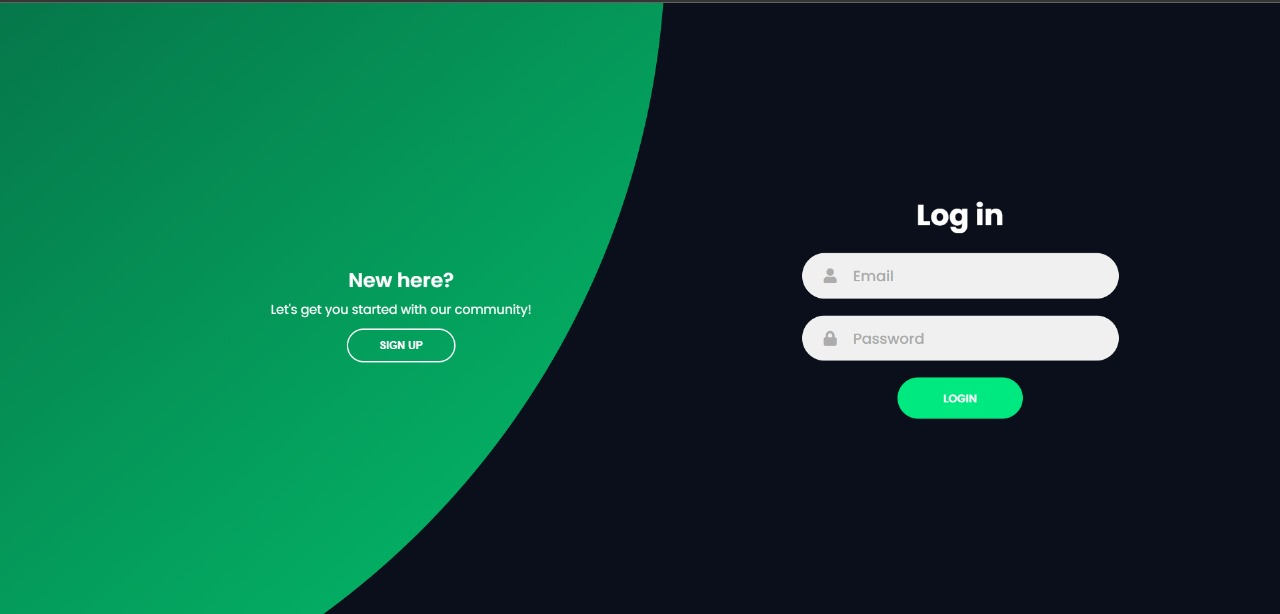 New here?
Let's get you started with our community!
SIGN UP
Log in
Email
Password
LOGIN